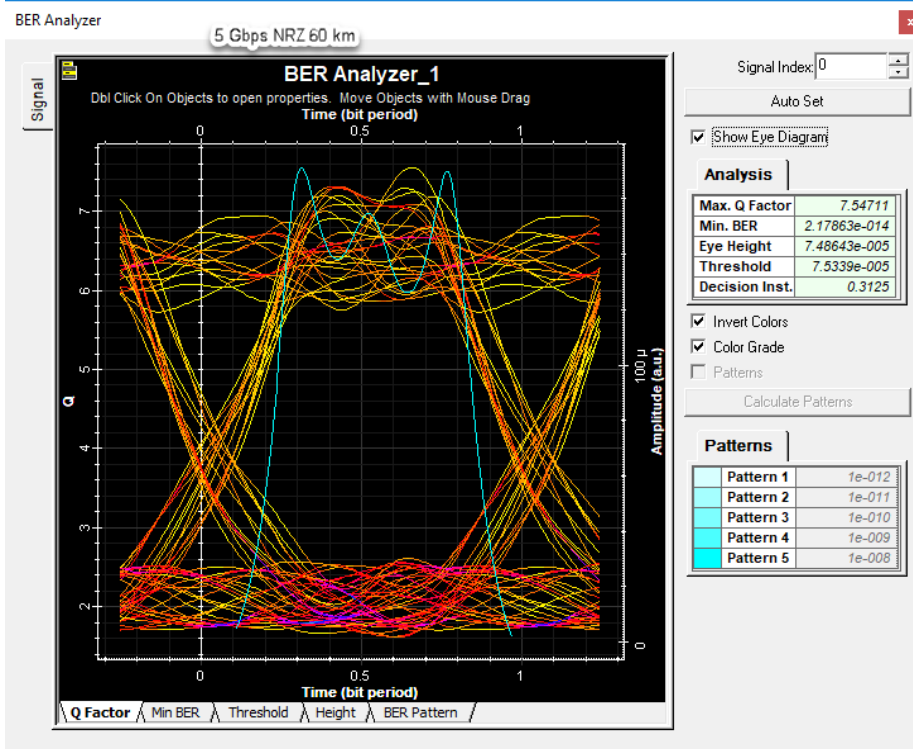 BER Analyzer
x
5 Gbps NRZ 60 km
Signal
BER Analyzer_1
Dbl Click On Objects to open properties. Move Objects with Mouse Drag
Time (bit period)
0 0.5 1
Q
7
6
5
4
3
2
100 µ
0
Amplitude (a.u.)
0 0.5 1
Time (bit period)
Q Factor Min BER Threshold Height BER Pattern
Signal Index: 0
Auto Set
Show Eye Diagram
Analysis
Max. Q Factor 7.54711
Min. BER 2.17863e-014
Eye Height 7.48643e-005
Threshold 7.5339e-005
Decision Inst. 0.3125
Invert Colors
Color Grade
Patterns
Calculate Patterns
Patterns
Pattern 1 1e-012
Pattern 2 1e-011
Pattern 3 1e-010
Pattern 4 1e-009
Pattern 5 1e-008